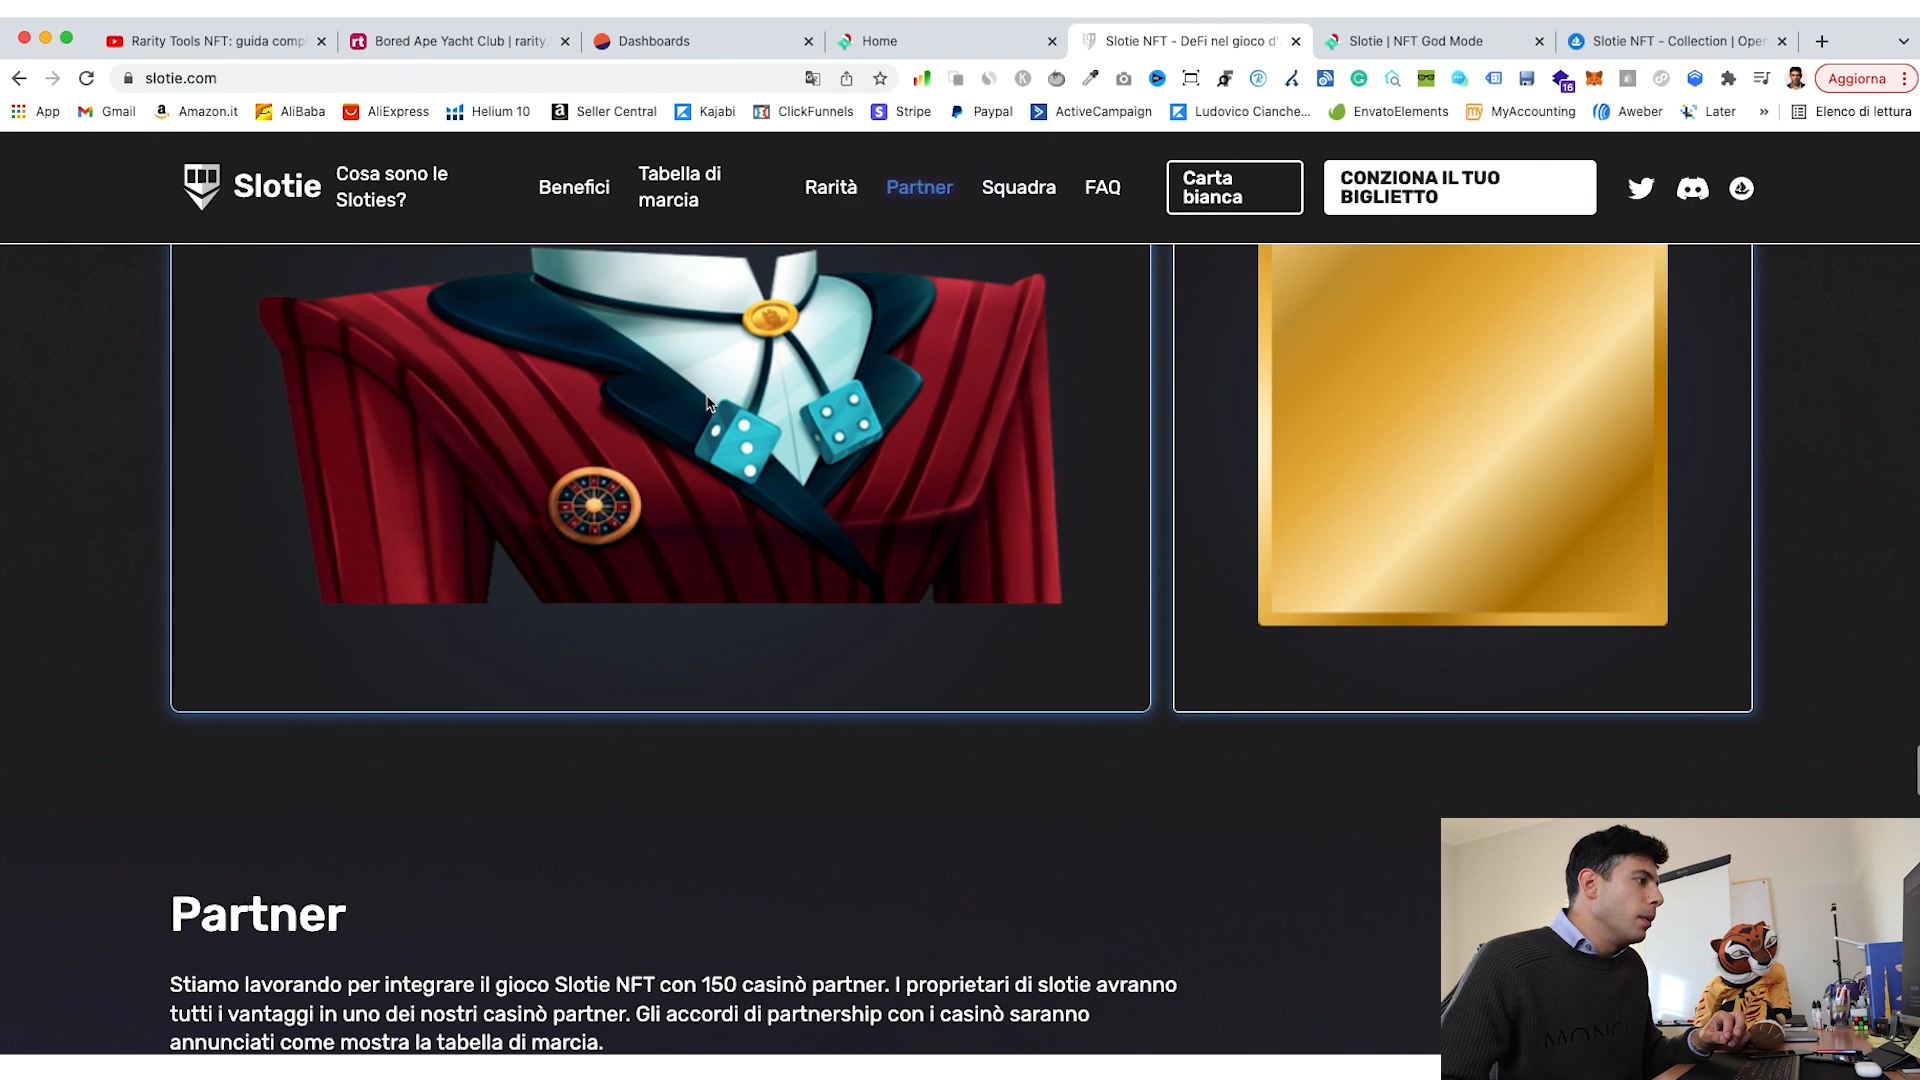 Rarity Tools NFT: guida comp
Bored Ape Yacht Club | rarity.
Dashboards
Home
Slotie NFT - DeFi nel gioco d'
Slotie | NFT God Mode
Slotie NFT - Collection | Open
slotie.com
Aggiorna
App
Gmail
Amazon.it
AliBaba
AliExpress
Helium 10
Seller Central
Kajabi
ClickFunnels
Stripe
Paypal
ActiveCampaign
Ludovico Cianche...
EnvatoElements
MyAccounting
Aweber
Later
»
Elenco di lettura
16
Slotie
Cosa sono le
Sloties?
Benefici
Tabella di
marcia
Rarità
Partner
Squadra
FAQ
Carta
bianca
CONZIONA IL TUO
BIGLIETTO
Partner
Stiamo lavorando per integrare il gioco Slotie NFT con 150 casinò partner. I proprietari di slotie avranno
tutti i vantaggi in uno dei nostri casinò partner. Gli accordi di partnership con i casinò saranno
annunciati come mostra la tabella di marcia.